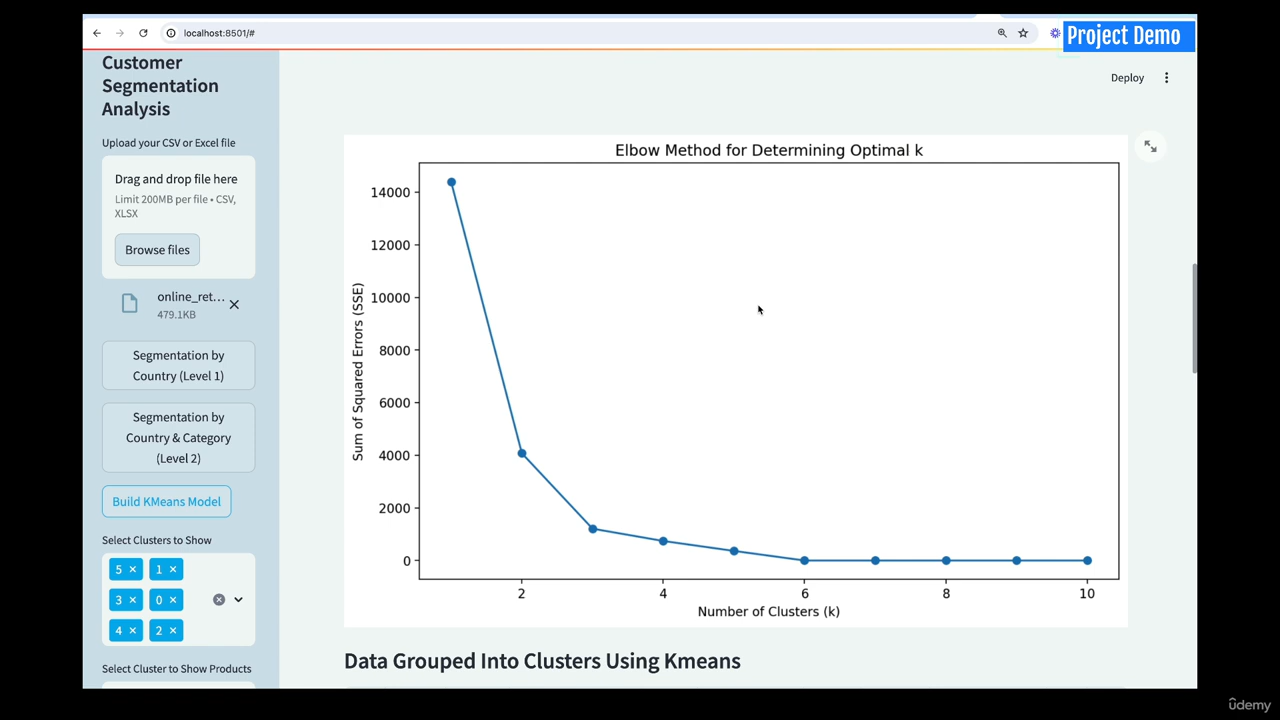 localhost:8501/#
Project Demo
Customer
Segmentation
Analysis
Upload your CSV or Excel file
Drag and drop file here
Limit 200MB per file • CSV,
XLSX
Browse files
online_ret...
479.1KB
Segmentation by
Country (Level 1)
Segmentation by
Country & Category
(Level 2)
Build KMeans Model
Select Clusters to Show
5 × 1 ×
3 × 0 ×
4 × 2 ×
Select Cluster to Show Products
Deploy
Elbow Method for Determining Optimal k
Sum of Squared Errors (SSE)
14000
12000
10000
8000
6000
4000
2000
0
2 4 6 8 10
Number of Clusters (k)
Data Grouped Into Clusters Using Kmeans
ûdemy